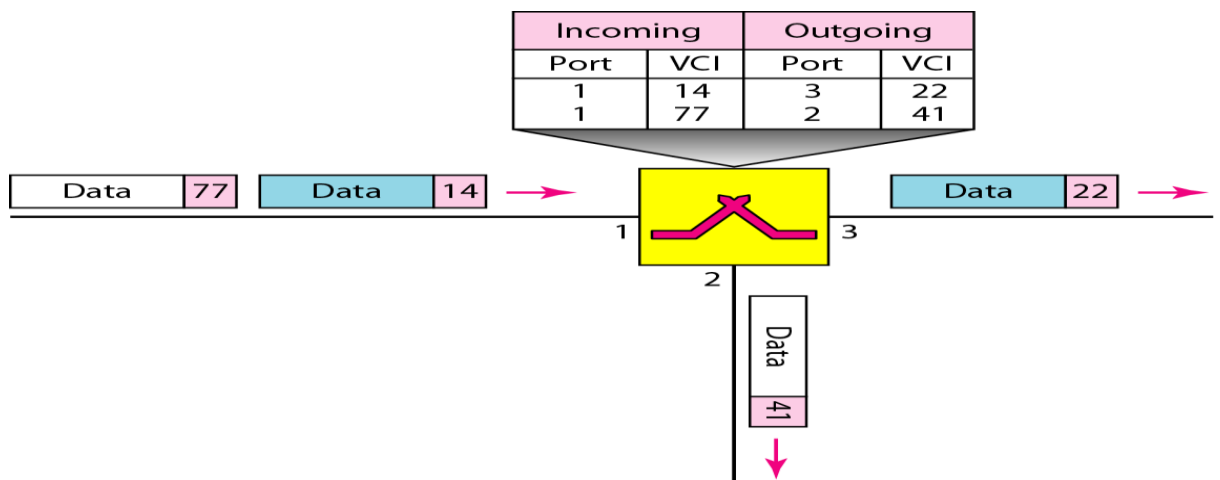 Incoming Outgoing
Port VCI Port VCI
1 14 3 22
1 77 2 41
Data 77 Data 14 Data 22
1 3
2
Data 41